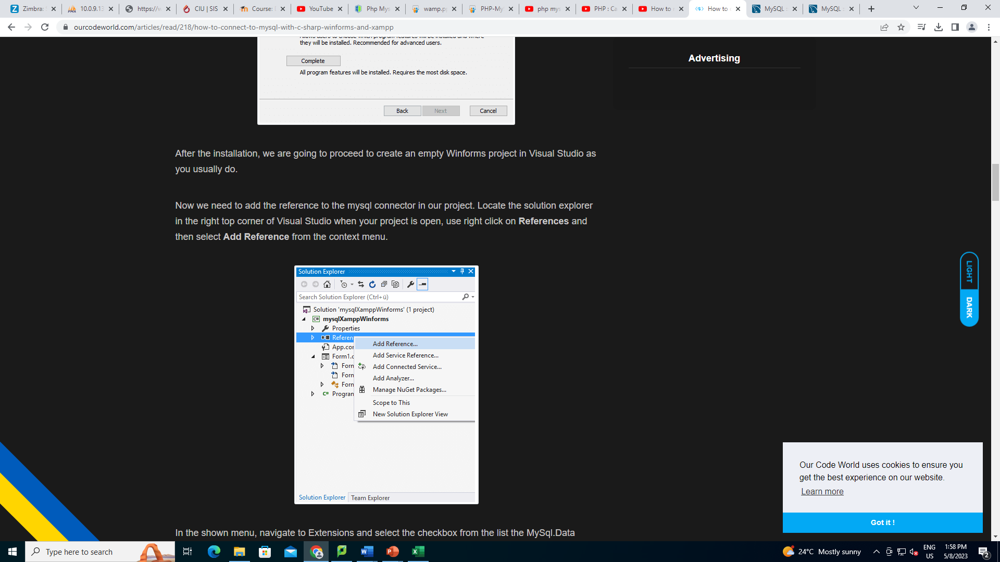 Zimbra:
10.0.9.13
https://w
CIU | SIS
Course:
YouTube
Php Mys
wamp.p
PHP-My
php mys
PHP : Ca
How to
How to
MySQL
MySQL
ourcodeworld.com/articles/read/218/how-to-connect-to-mysql-with-c-sharp-winforms-and-xampp
they will be installed. Recommended for advanced users.
Complete
All program features will be installed. Requires the most disk space.
Back
Next
Cancel
Advertising
After the installation, we are going to proceed to create an empty Winforms project in Visual Studio as
you usually do.
Now we need to add the reference to the mysql connector in our project. Locate the solution explorer
in the right top corner of Visual Studio when your project is open, use right click on References and
then select Add Reference from the context menu.
Solution Explorer
Search Solution Explorer (Ctrl+ü)
Solution 'mysqlXamppWinforms' (1 project)
C# mysqlXamppWinforms
Properties
Referen
App.cor
Form1.c
Forn
Forn
Forn
C# Progran
Add Reference...
Add Service Reference...
Add Connected Service...
Add Analyzer...
Manage NuGet Packages...
Scope to This
New Solution Explorer View
Solution Explorer
Team Explorer
In the shown menu, navigate to Extensions and select the checkbox from the list the MySql.Data
LIGHT
DARK
Our Code World uses cookies to ensure you
get the best experience on our website.
Learn more
Got it !
Type here to search
24°C Mostly sunny
ENG
US
1:58 PM
5/8/2023
2